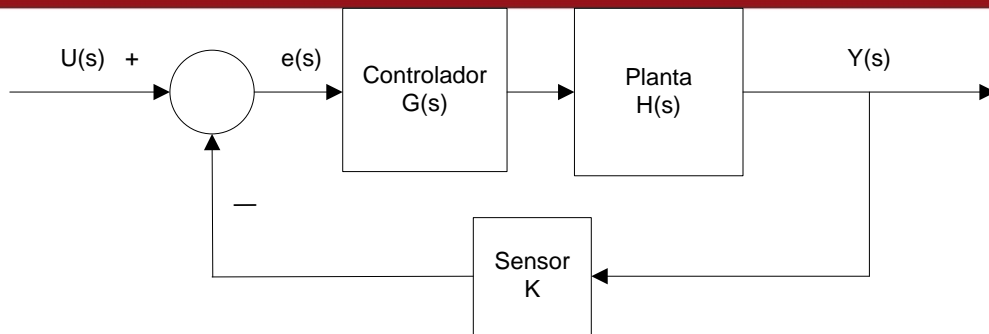 U(s) +
e(s)
Controlador
G(s)
Planta
H(s)
Y(s)
—
Sensor
K